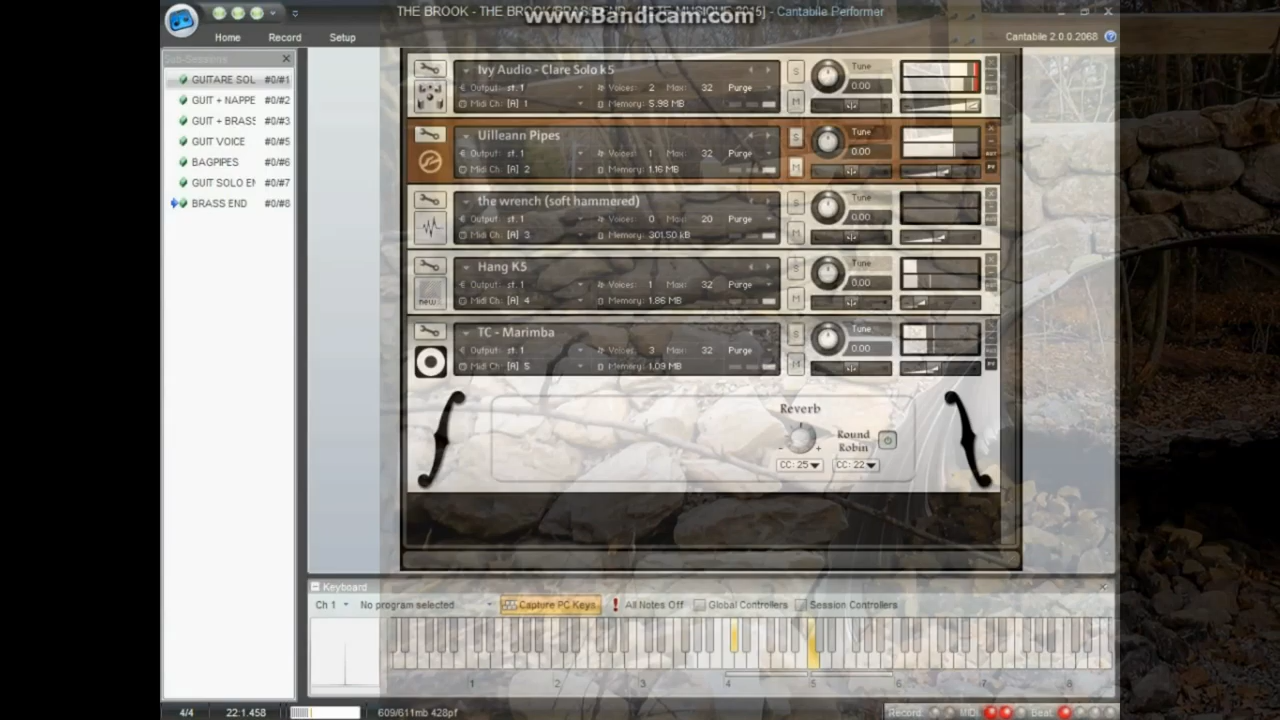 THE BROOK - THE BROOK
www.Bandicam.com
2015] - Cantabile Performer
Home Record Setup
Cantabile 2.0.0.2068
Sub-Sessions
GUITARE SOL #0/#1
GUIT + NAPPE #0/#2
GUIT + BRASS #0/#3
GUIT VOICE #0/#5
BAGPIPES #0/#6
GUIT SOLO EN #0/#7
BRASS END #0/#8
Ivy Audio - Clare Solo k5
S Tune
Output: st.1 Voices: 2 Max: 32 Purge 0.00
Midi Ch: [A] 1 Memory: 5.98 MB M
Uilleann Pipes
S Tune
Output: st.1 Voices: 1 Max: 32 Purge 0.00
Midi Ch: [A] 2 Memory: 1.16 MB M
the wrench (soft hammered)
S Tune
Output: st.1 Voices: 0 Max: 20 Purge 0.00
Midi Ch: [A] 3 Memory: 301.50 kB M
Hang K5
S Tune
Output: st.1 Voices: 1 Max: 32 Purge 0.00
new Midi Ch: [A] 4 Memory: 1.86 MB M
TC - Marimba
S Tune
Output: st.1 Voices: 3 Max: 32 Purge 0.00
Midi Ch: [A] 5 Memory: 1.09 MB M
Reverb
Round
Robin
- +
CC: 25 CC: 22
Keyboard
Ch 1 No program selected Capture PC Keys All Notes Off Global Controllers Session Controllers
1 2 3 4 5 6 7 8
4/4 22:1.458 609/611mb 428pf Record: MIDI: Beat: